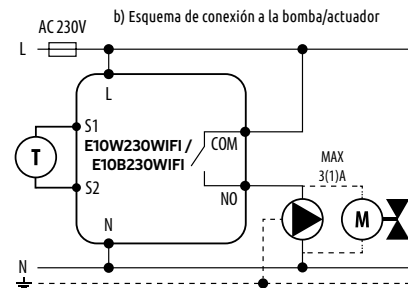 b) Esquema de conexión a la bomba/actuador
AC 230V
L
L
S1
E10W230WIFI /
E10B230WIFI
COM
T
S2
NO
MAX
3(1)A
M
N
N